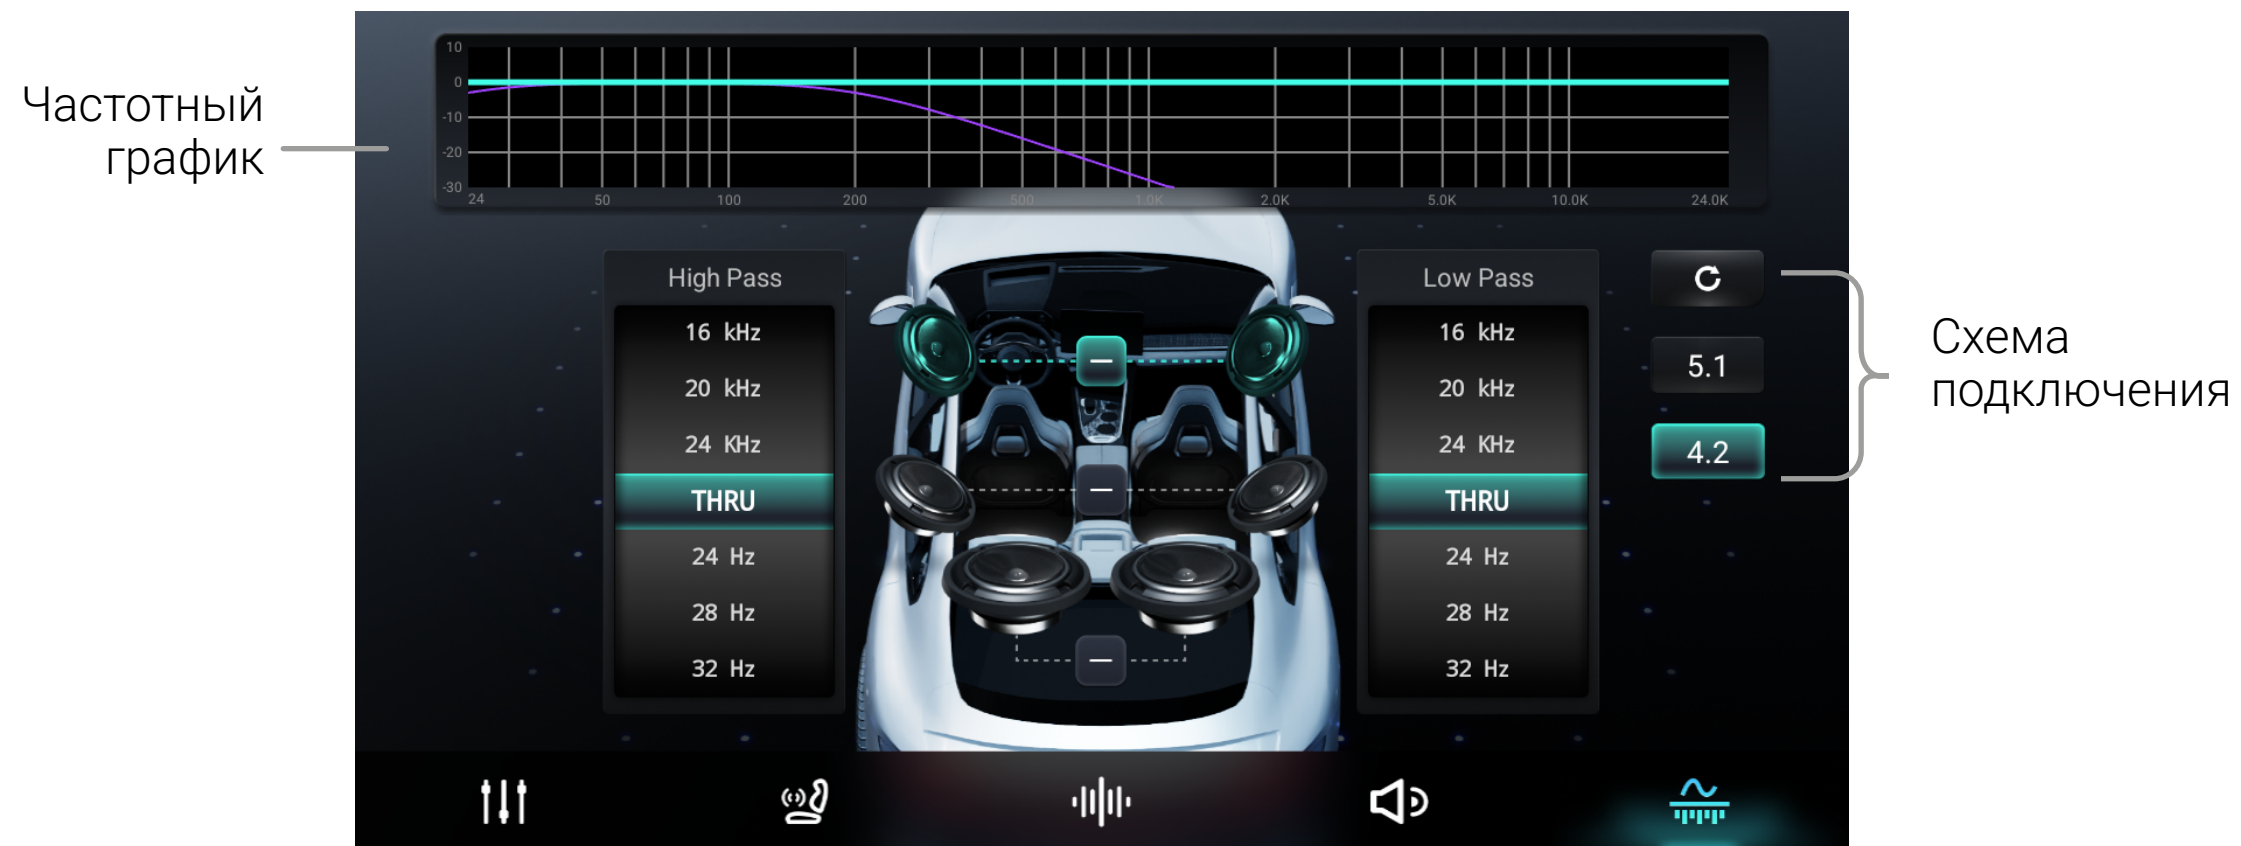 Частотный
график
10
0
-10
-20
-30
24 50 100 200 500 1.0K 2.0K 5.0K 10.0K 24.0K
High Pass
16 kHz
20 kHz
24 KHz
THRU
24 Hz
28 Hz
32 Hz
Low Pass
16 kHz
20 kHz
24 KHz
THRU
24 Hz
28 Hz
32 Hz
5.1
4.2
Схема
подключения